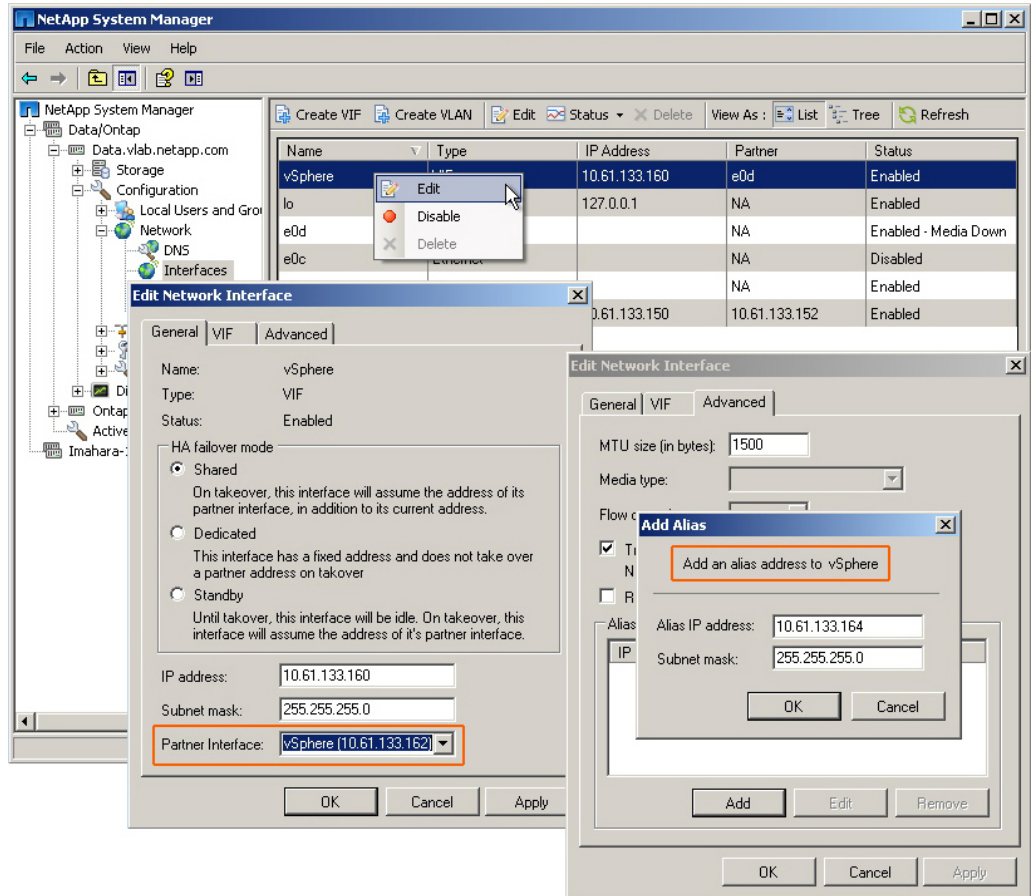 NetApp System Manager
File Action View Help
NetApp System Manager
Data/Ontap
Data.vlab.netapp.com
Storage
Configuration
Local Users and Grou
Network
DNS
Interfaces
Di
Ontap
Active
Imahara-1
Create VIF Create VLAN Edit Status Delete View As : List Tree Refresh
Name Type IP Address Partner Status
vSphere VIF 10.61.133.160 e0d Enabled
lo 127.0.0.1 NA Enabled
e0d NA Enabled - Media Down
e0c Ethernet NA Disabled
NA Enabled
0.61.133.150 10.61.133.152 Enabled
Edit
Disable
Delete
Edit Network Interface
General VIF Advanced
Name: vSphere
Type: VIF
Status: Enabled
HA failover mode
Shared
On takeover, this interface will assume the address of its
partner interface, in addition to its current address.
Dedicated
This interface has a fixed address and does not take over
a partner address on takover
Standby
Until takover, this interface will be idle. On takeover, this
interface will assume the address of it's partner interface.
IP address: 10.61.133.160
Subnet mask: 255.255.255.0
Partner Interface: vSphere (10.61.133.162)
OK Cancel Apply
Edit Network Interface
General VIF Advanced
MTU size (in bytes): 1500
Media type:
Flow c
N
R
Alias
IP
Add Alias
Add an alias address to vSphere
Alias IP address: 10.61.133.164
Subnet mask: 255.255.255.0
OK Cancel
Add Edit Remove
OK Cancel Apply